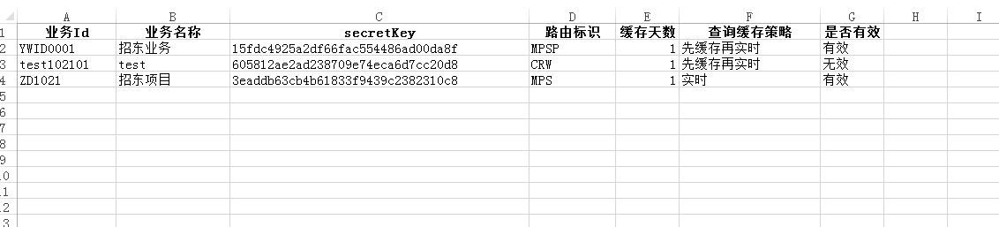 A B C D E F G H I
1 业务Id 业务名称 secretKey 路由标识 缓存天数 查询缓存策略 是否有效
2 YWID0001 招东业务 15fdc4925a2df66fac554486ad00da8f MPSP 1 先缓存再实时 有效
3 test102101 test 605812ae2ad238709e74eca6d7cc20d8 CRW 1 先缓存再实时 无效
4 ZD1021 招东项目 3eaddb63cb4b61833f9439c2382310c8 MPS 1 实时 有效
5
6
7
8
9
10
11
12
3